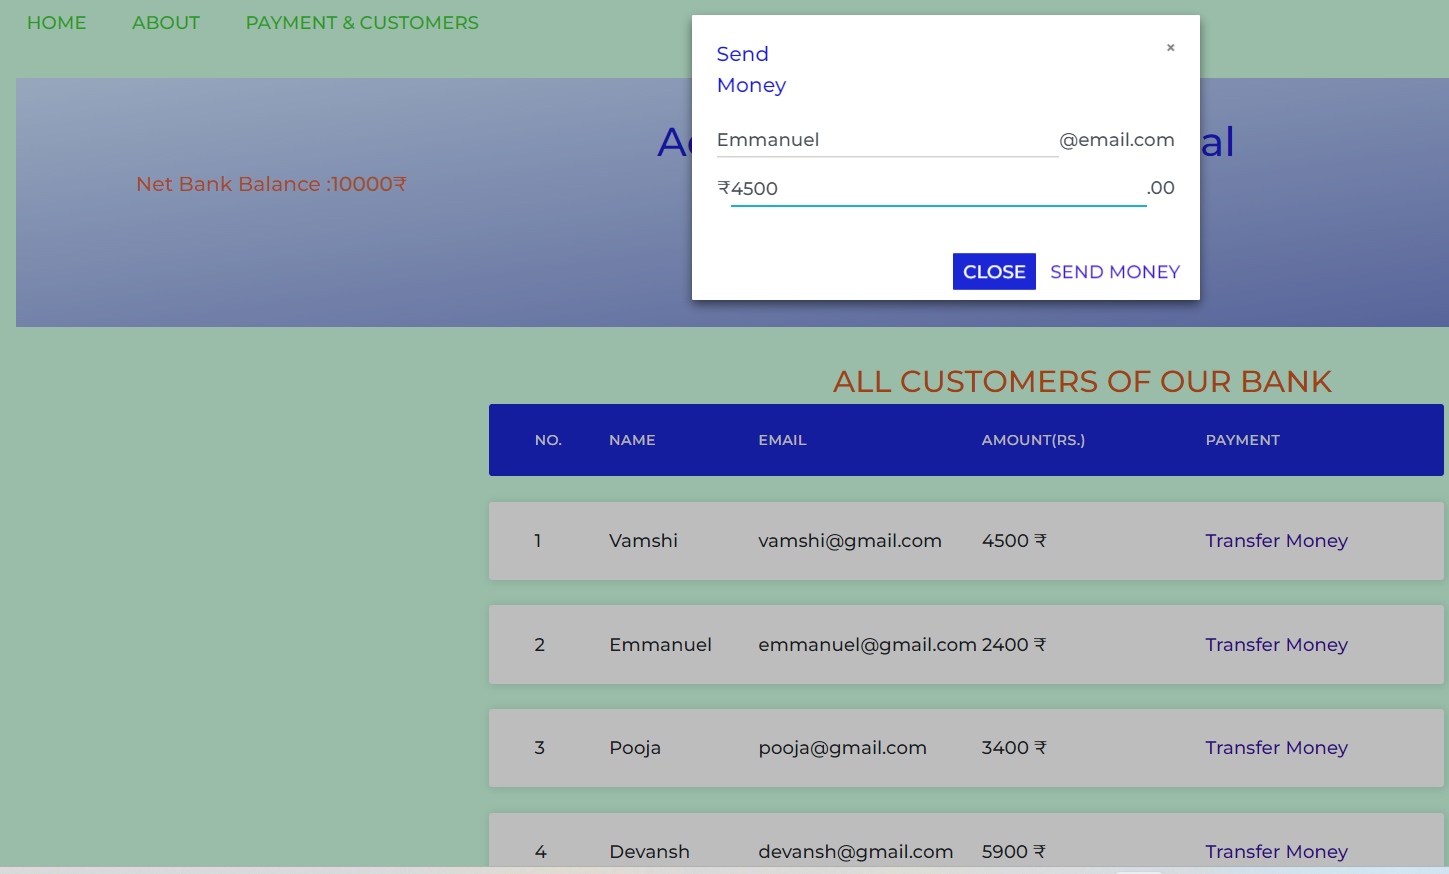 HOME ABOUT PAYMENT & CUSTOMERS
Send
Money
×
Emmanuel @email.com
₹4500 .00
CLOSE SEND MONEY
Net Bank Balance :10000₹
ALL CUSTOMERS OF OUR BANK
NO. NAME EMAIL AMOUNT(RS.) PAYMENT
1 Vamshi vamshi@gmail.com 4500 ₹ Transfer Money
2 Emmanuel emmanuel@gmail.com 2400 ₹ Transfer Money
3 Pooja pooja@gmail.com 3400 ₹ Transfer Money
4 Devansh devansh@gmail.com 5900 ₹ Transfer Money